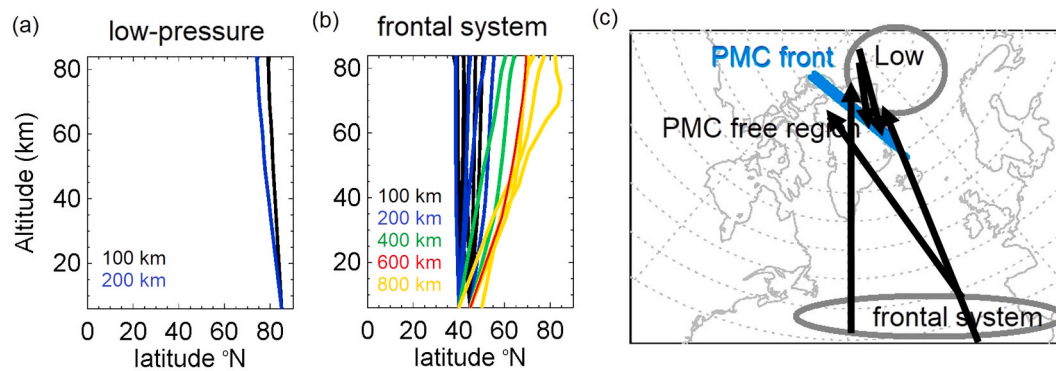 (a)
low-pressure
80
60
40
20
Altitude (km)
100 km
200 km
0 20 40 60 80
latitude °N
(b)
frontal system
80
60
40
20
100 km
200 km
400 km
600 km
800 km
0 20 40 60 80
latitude °N
(c)
PMC front
Low
PMC free region
frontal system